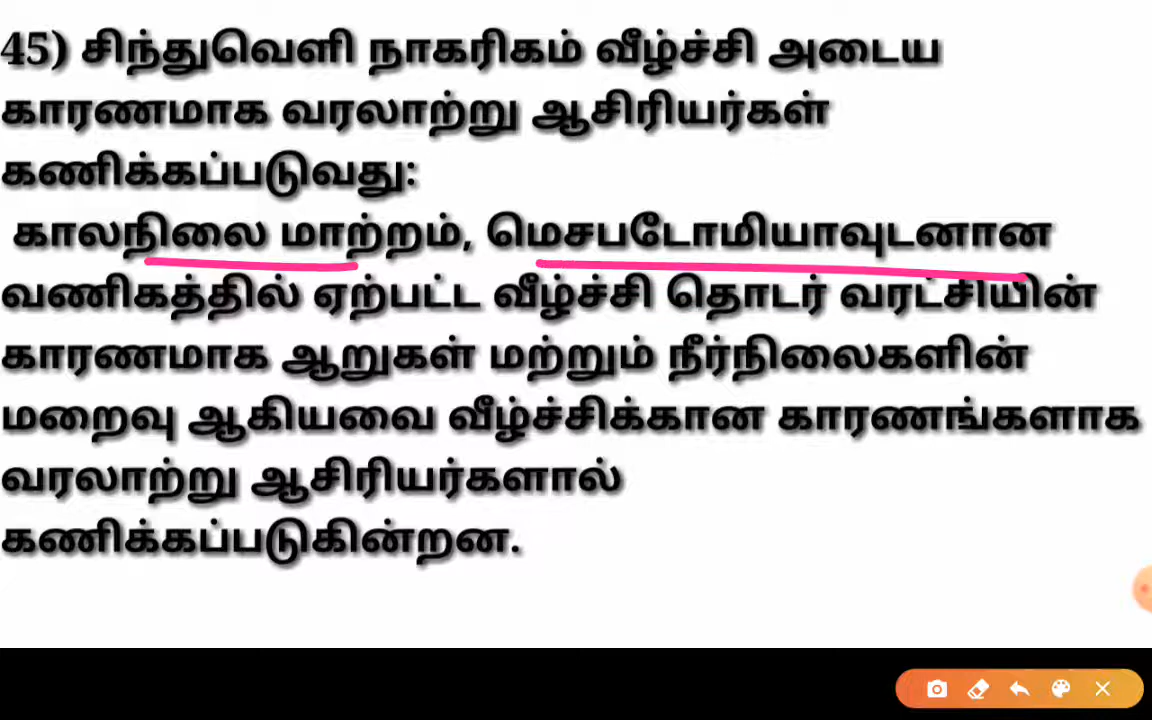 45) சிந்துவெளி நாகரிகம் வீழ்ச்சி அடைய
காரணமாக வரலாற்று ஆசிரியர்கள்
கணிக்கப்படுவது:
காலநிலை மாற்றம், மெசபடோமியாவுடனான
வணிகத்தில் ஏற்பட்ட வீழ்ச்சி தொடர் வரட்சியின்
காரணமாக ஆறுகள் மற்றும் நீர்நிலைகளின்
மறைவு ஆகியவை வீழ்ச்சிக்கான காரணங்களாக
வரலாற்று ஆசிரியர்களால்
கணிக்கப்படுகின்றன.